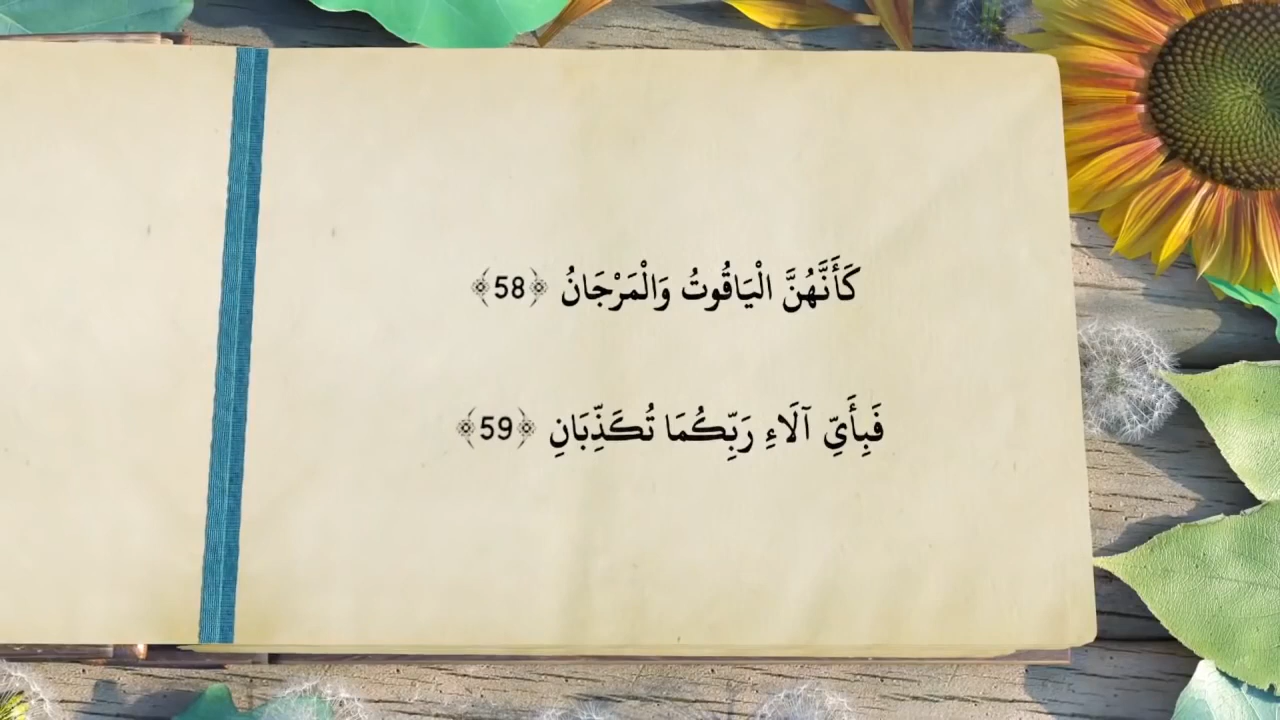 كَأَنَّهُنَّ الْيَاقُوتُ وَالْمَرْجَانُ ﴿58﴾
فَبِأَيِّ آلَاءِ رَبِّكُمَا تُكَذِّبَانِ ﴿59﴾